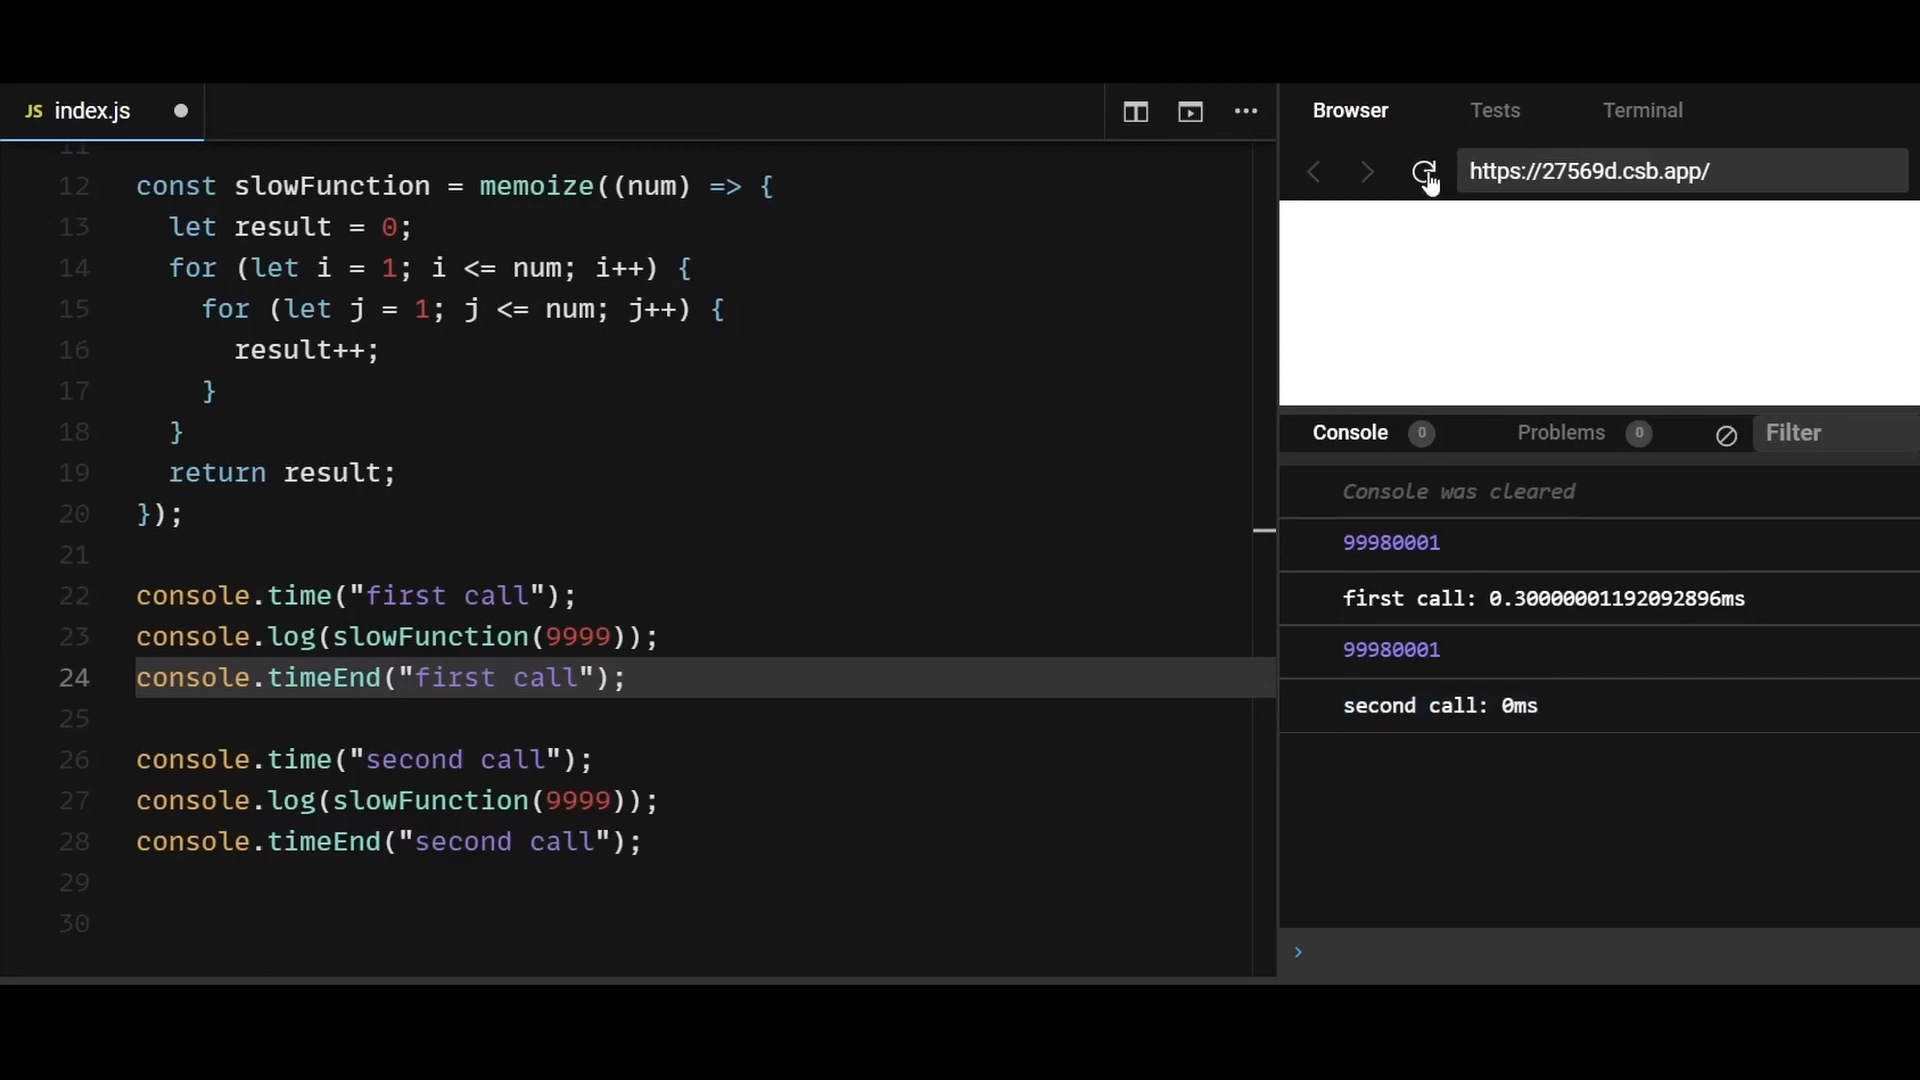 JS index.js
11
12 const slowFunction = memoize((num) => {
13 let result = 0;
14 for (let i = 1; i <= num; i++) {
15 for (let j = 1; j <= num; j++) {
16 result++;
17 }
18 }
19 return result;
20 });
21
22 console.time("first call");
23 console.log(slowFunction(9999));
24 console.timeEnd("first call");
25
26 console.time("second call");
27 console.log(slowFunction(9999));
28 console.timeEnd("second call");
29
30
Browser Tests Terminal
https://27569d.csb.app/
Console 0 Problems 0 Filter
Console was cleared
99980001
first call: 0.30000001192092896ms
99980001
second call: 0ms